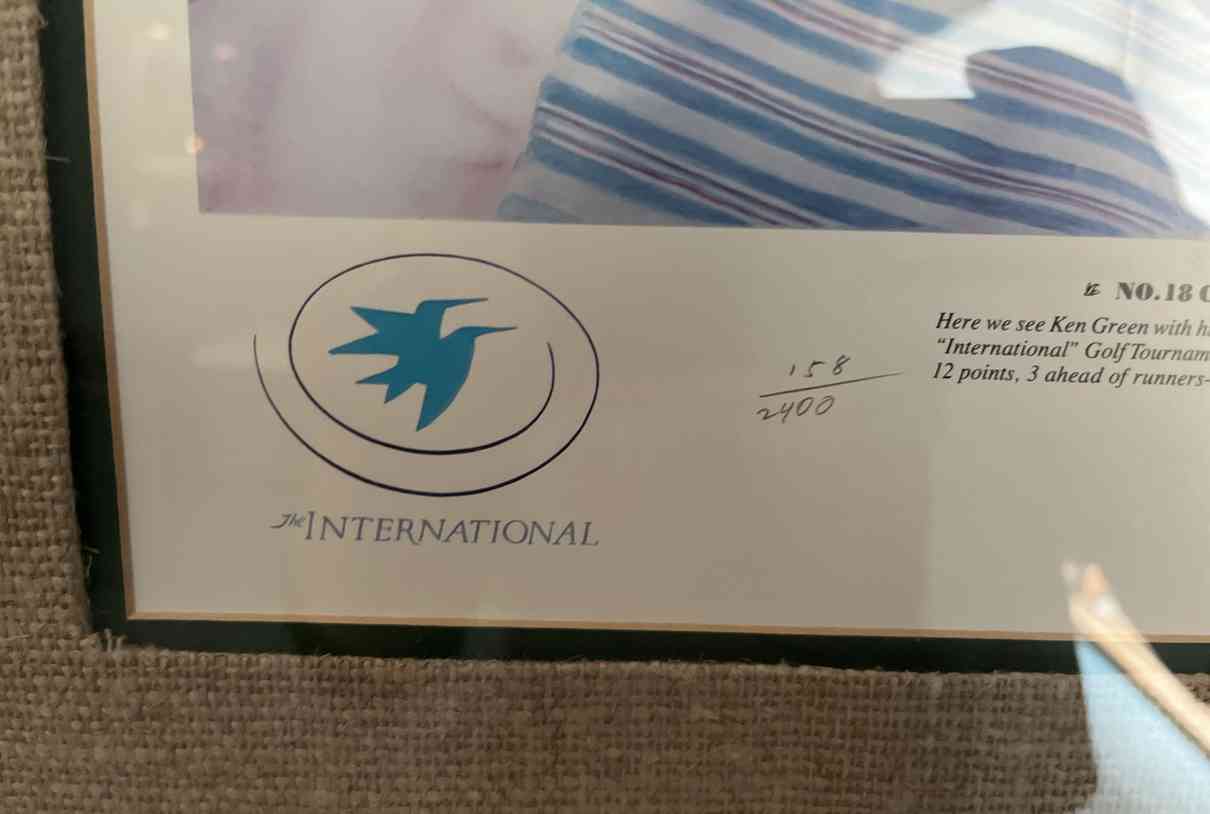 NO.18
Here we see Ken Green with
"International" Golf Tournam
12 points, 3 ahead of runners-
158
2400
The INTERNATIONAL